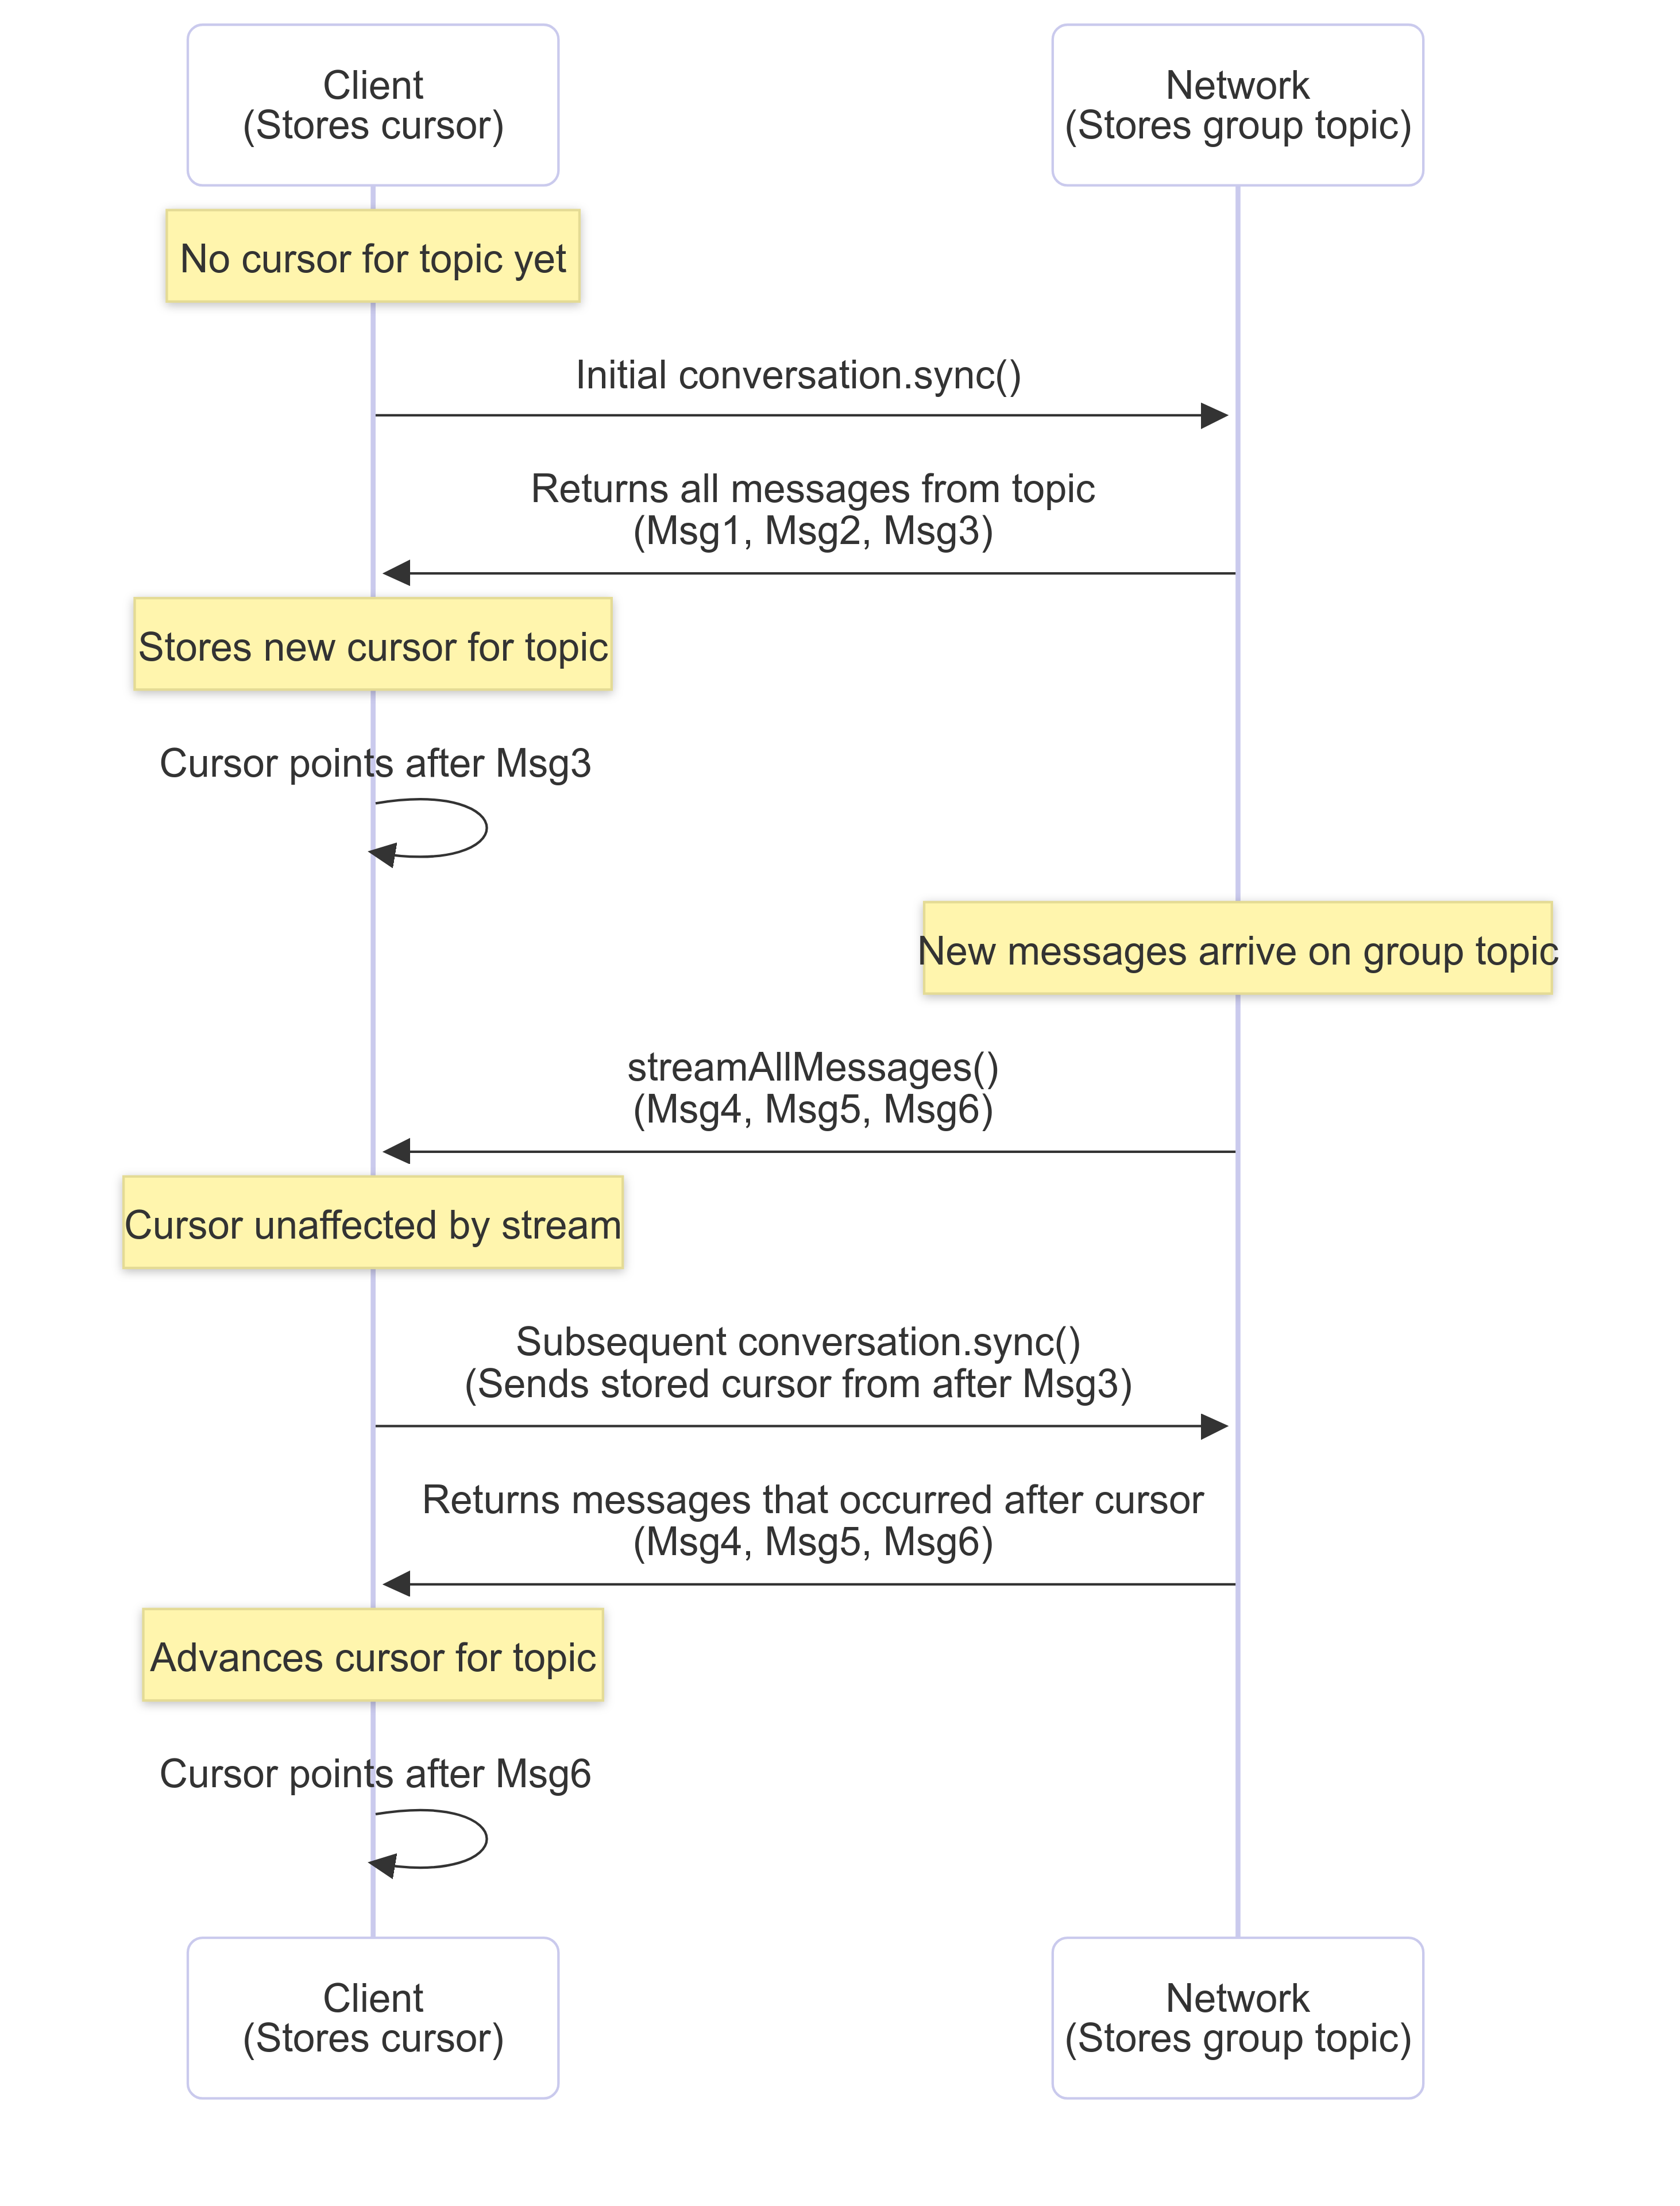 Client
(Stores cursor)
Network
(Stores group topic)
No cursor for topic yet
Initial conversation.sync()
Returns all messages from topic
(Msg1, Msg2, Msg3)
Stores new cursor for topic
Cursor points after Msg3
New messages arrive on group topic
streamAllMessages()
(Msg4, Msg5, Msg6)
Cursor unaffected by stream
Subsequent conversation.sync()
(Sends stored cursor from after Msg3)
Returns messages that occurred after cursor
(Msg4, Msg5, Msg6)
Advances cursor for topic
Cursor points after Msg6
Client
(Stores cursor)
Network
(Stores group topic)